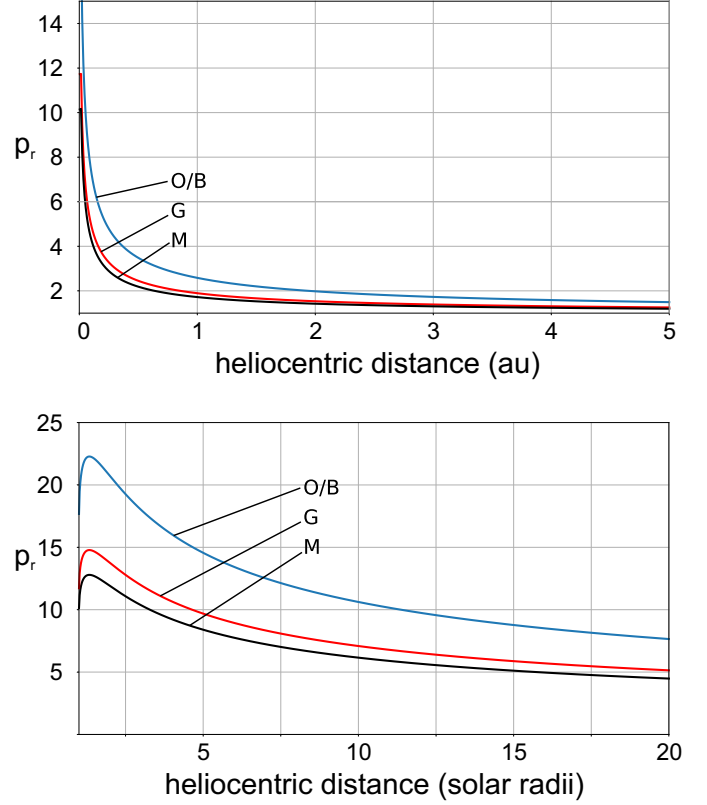 14
12
10
p_r
8
O/B
6
G
4
M
2
0 1 2 3 4 5
heliocentric distance (au)
25
O/B
20
G
p_r 15
M
10
5
5 10 15 20
heliocentric distance (solar radii)